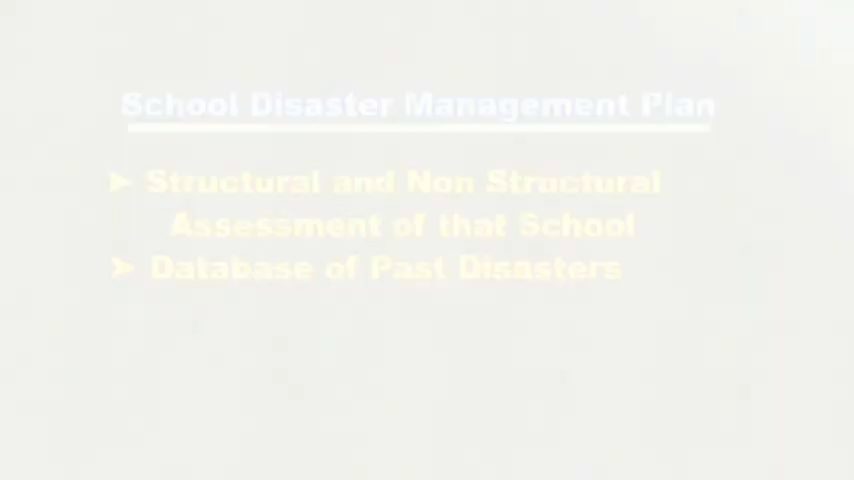 School Disaster Management Plan
➤ Structural and Non Structural
Assessment of that School
➤ Database of Past Disasters